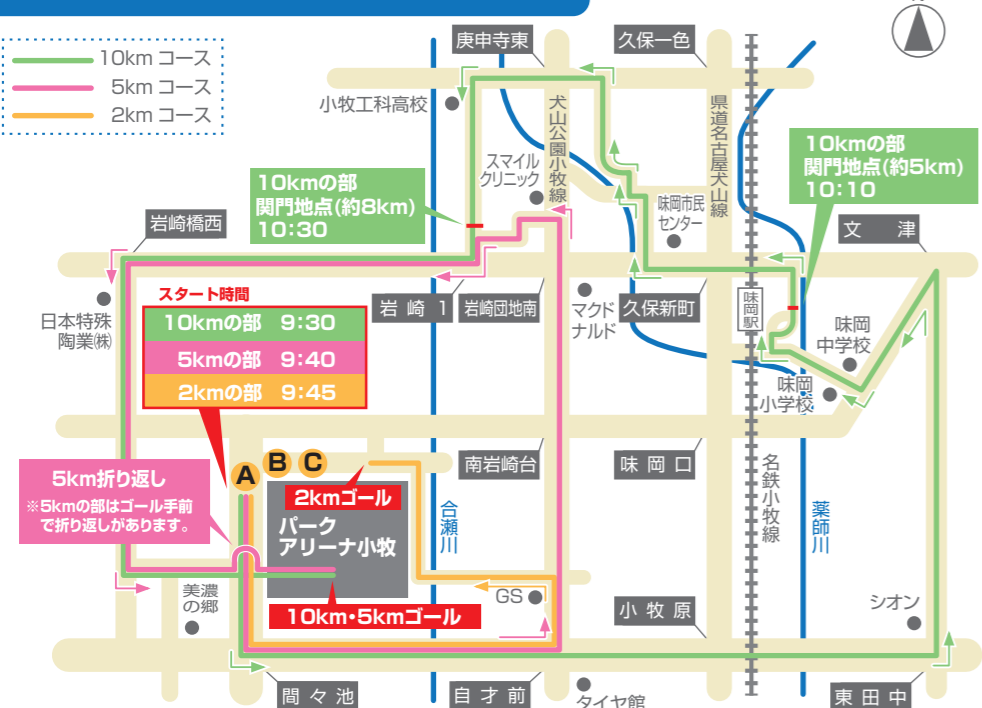 10km コース
5km コース
2km コース
庚申寺東
久保一色
小牧工科高校
犬山公園小牧線
県道名古屋犬山線
スマイル
クリニック
10kmの部
関門地点(約8km)
10:30
10kmの部
関門地点(約5km)
10:10
味岡市民
センター
岩崎橋西
文津
スタート時間
10kmの部 9:30
5kmの部 9:40
2kmの部 9:45
日本特殊
陶業㈱
岩崎1
岩崎団地南
マクド
ナルド
久保新町
味岡駅
味岡
中学校
味岡
小学校
5km折り返し
※5kmの部はゴール手前
で折り返しがあります。
A
B
C
2kmゴール
パーク
アリーナ小牧
合瀬川
南岩崎台
味岡口
名鉄小牧線
薬師川
美濃
の郷
10km・5kmゴール
GS
小牧原
シオン
間々池
自才前
タイヤ館
東田中